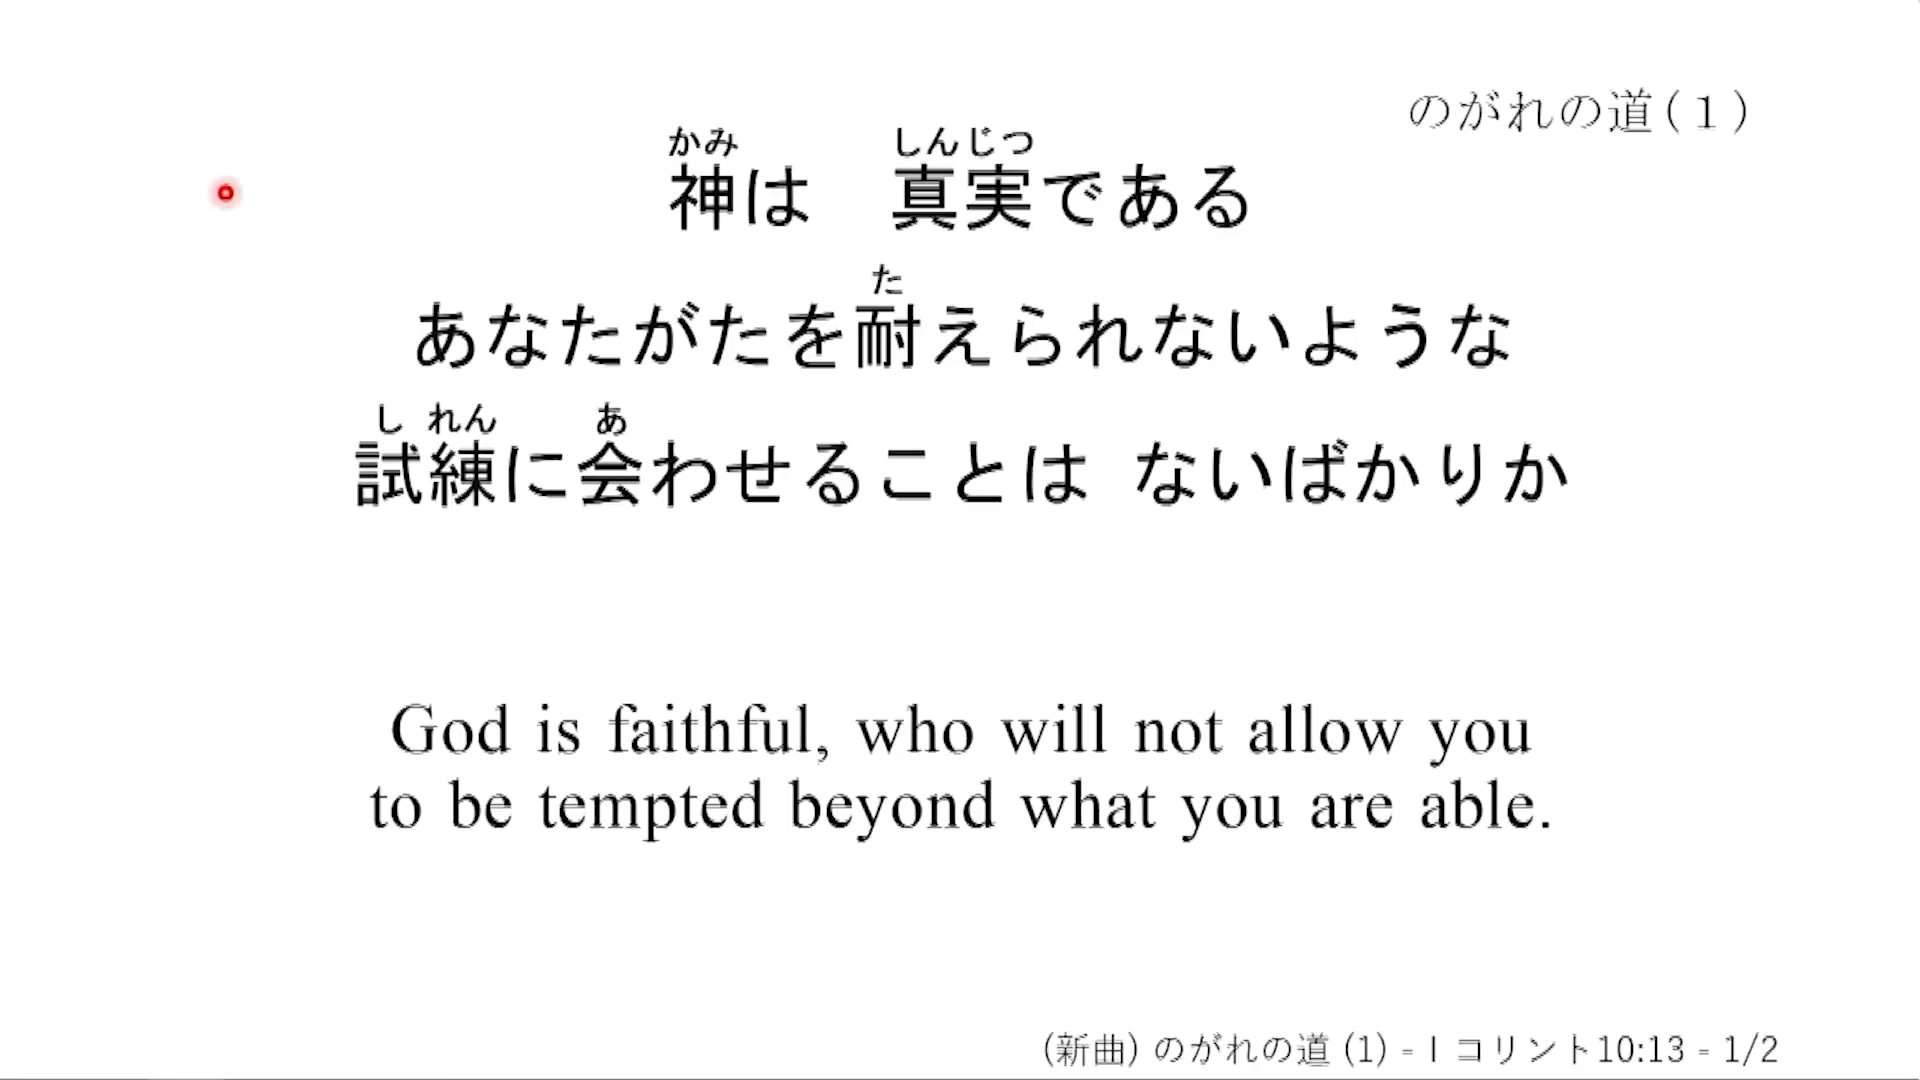 のがれの道(1)
かみ しんじつ
神は 真実である
た
あなたがたを耐えられないような
し れん あ
試練に会わせることは ないばかりか
God is faithful, who will not allow you
to be tempted beyond what you are able.
(新曲) のがれの道 (1) - I コリント10:13 - 1/2